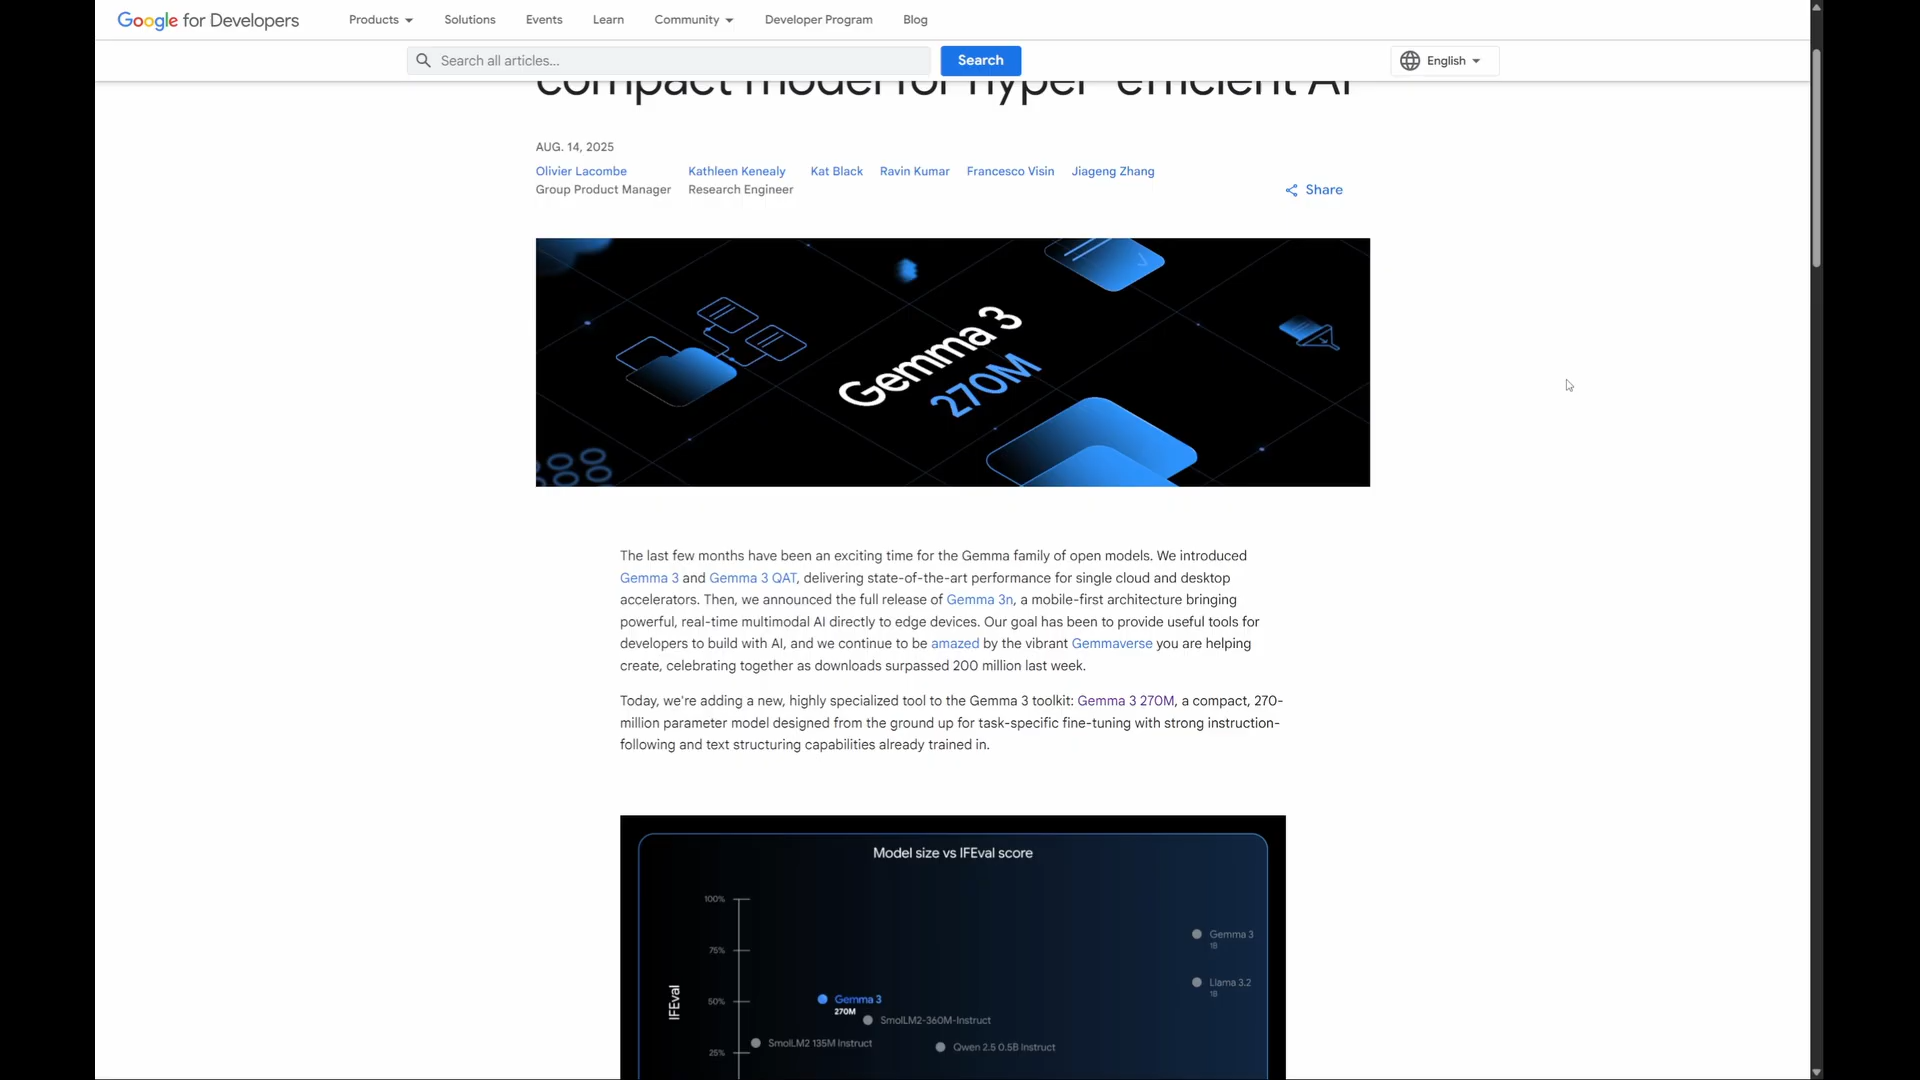 Google for Developers
Products
Solutions
Events
Learn
Community
Developer Program
Blog
Search all articles...
Search
English
compact model for hyper-efficient AI
AUG. 14, 2025
Olivier Lacombe
Group Product Manager
Kathleen Kenealy
Research Engineer
Kat Black
Ravin Kumar
Francesco Visin
Jiageng Zhang
Share
Gemma 3
270M
The last few months have been an exciting time for the Gemma family of open models. We introduced
Gemma 3 and Gemma 3 QAT, delivering state-of-the-art performance for single cloud and desktop
accelerators. Then, we announced the full release of Gemma 3n, a mobile-first architecture bringing
powerful, real-time multimodal AI directly to edge devices. Our goal has been to provide useful tools for
developers to build with AI, and we continue to be amazed by the vibrant Gemmaverse you are helping
create, celebrating together as downloads surpassed 200 million last week.
Today, we're adding a new, highly specialized tool to the Gemma 3 toolkit: Gemma 3 270M, a compact, 270-
million parameter model designed from the ground up for task-specific fine-tuning with strong instruction-
following and text structuring capabilities already trained in.
Model size vs IFEval score
100%
75%
50%
25%
IFEval
Gemma 3
1B
Llama 3.2
1B
Gemma 3
270M
SmolLM2-360M-Instruct
SmolLM2 135M Instruct
Qwen 2.5 0.5B Instruct